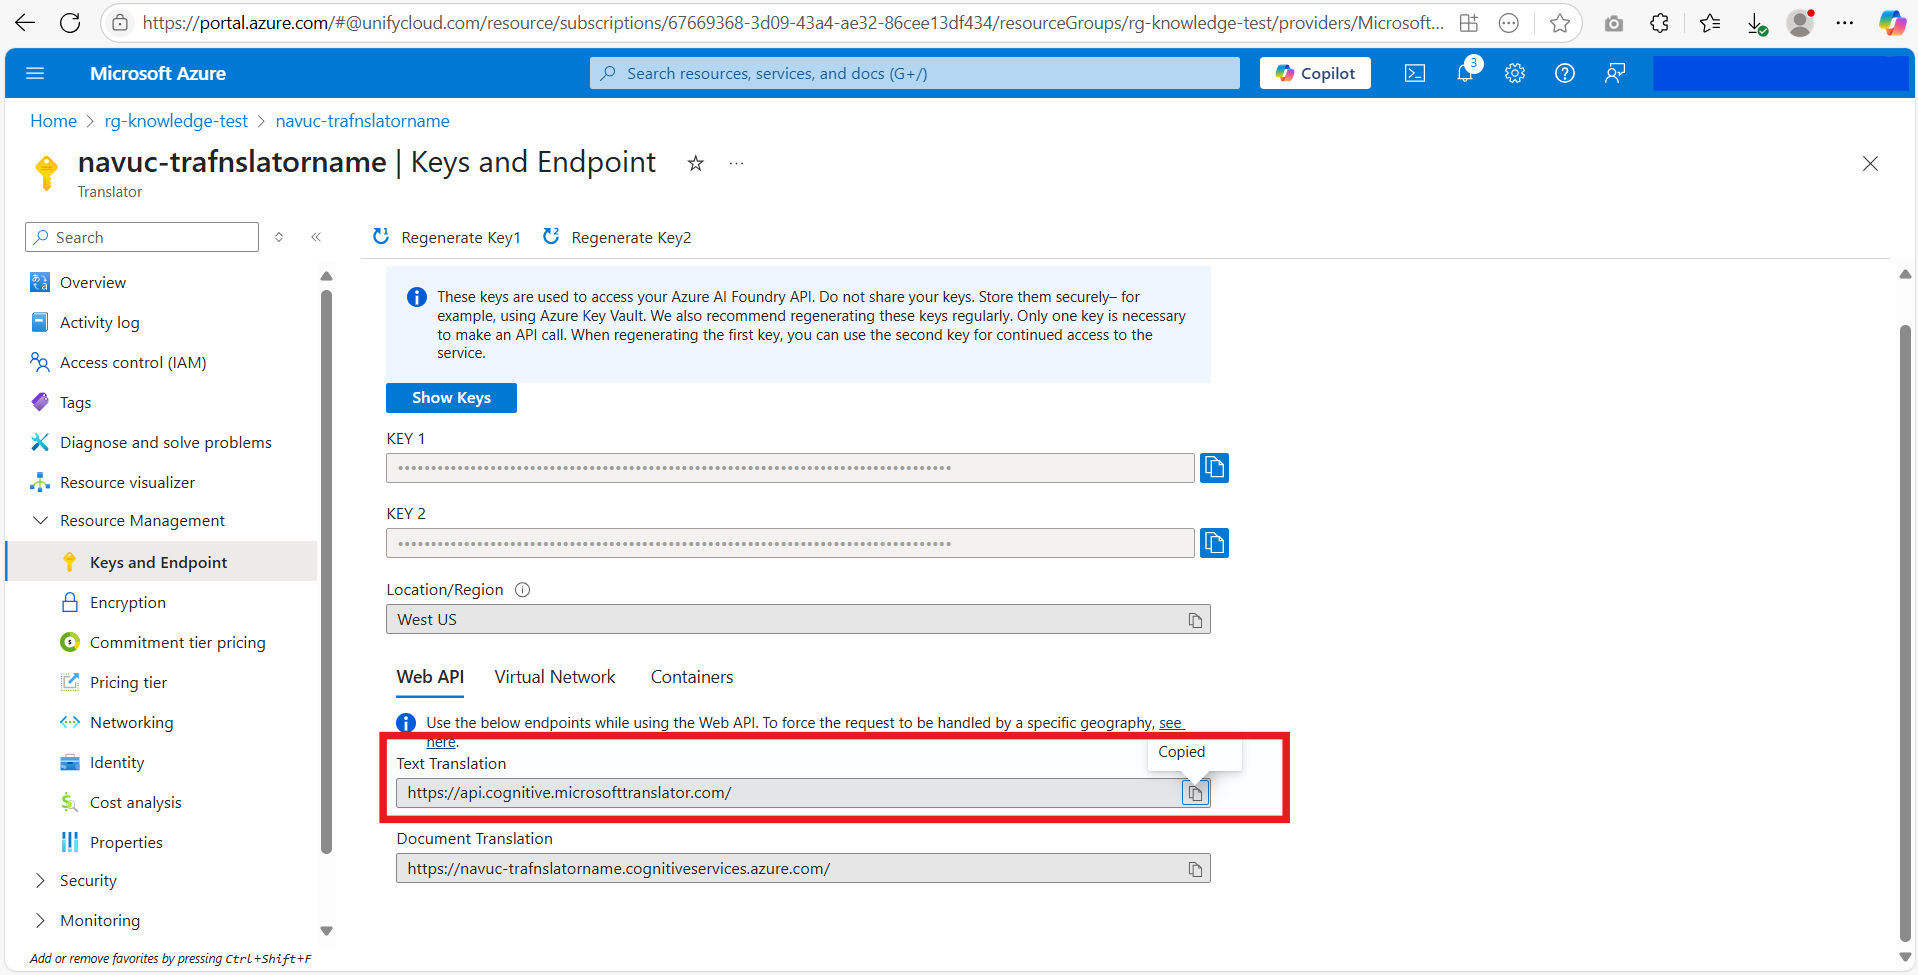 https://portal.azure.com/#@unifycloud.com/resource/subscriptions/67669368-3d09-43a4-ae32-86cee13df434/resourceGroups/rg-knowledge-test/providers/Microsoft...
Microsoft Azure
Search resources, services, and docs (G+/)
Copilot
3
Home > rg-knowledge-test > navuc-trafnslatorname
navuc-trafnslatorname | Keys and Endpoint
Translator
Search
Regenerate Key1
Regenerate Key2
Overview
Activity log
Access control (IAM)
Tags
Diagnose and solve problems
Resource visualizer
Resource Management
Keys and Endpoint
Encryption
Commitment tier pricing
Pricing tier
Networking
Identity
Cost analysis
Properties
Security
Monitoring
Add or remove favorites by pressing Ctrl+Shift+F
These keys are used to access your Azure AI Foundry API. Do not share your keys. Store them securely– for
example, using Azure Key Vault. We also recommend regenerating these keys regularly. Only one key is necessary
to make an API call. When regenerating the first key, you can use the second key for continued access to the
service.
Show Keys
KEY 1
KEY 2
Location/Region
West US
Web API
Virtual Network
Containers
Use the below endpoints while using the Web API. To force the request to be handled by a specific geography, see
here.
Copied
Text Translation
https://api.cognitive.microsofttranslator.com/
Document Translation
https://navuc-trafnslatorname.cognitiveservices.azure.com/